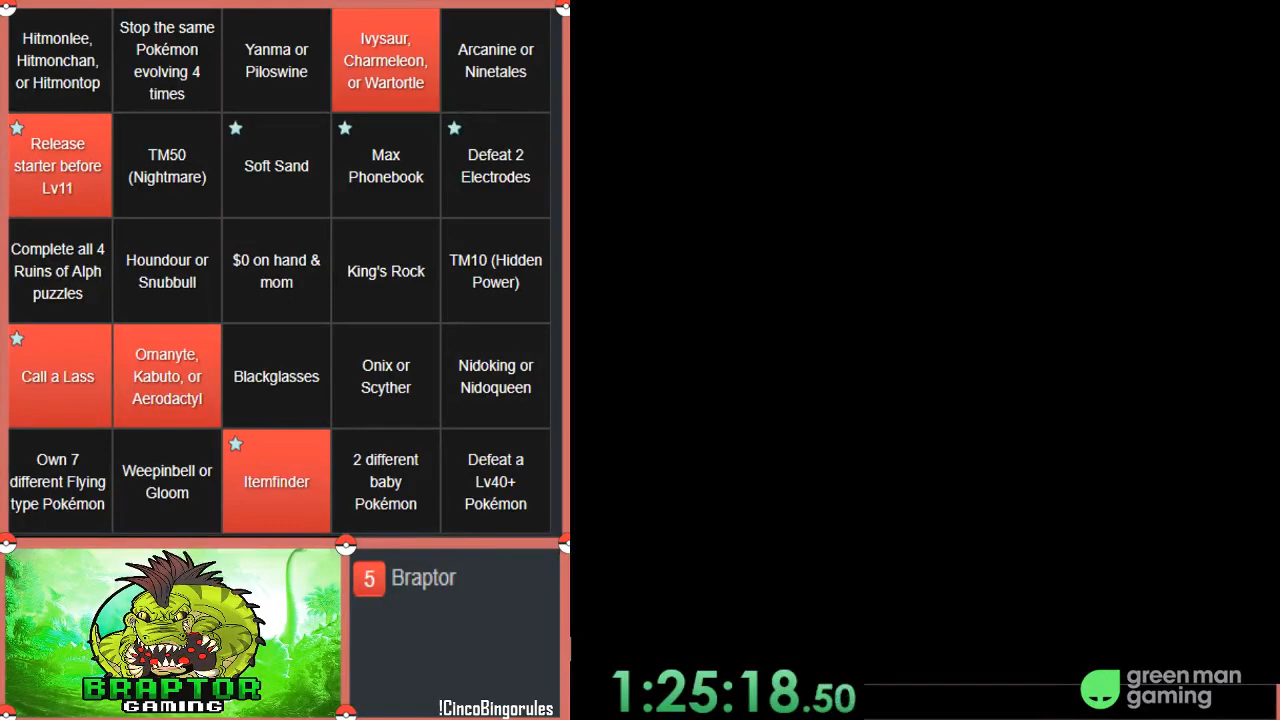 Hitmonlee,
Hitmonchan,
or Hitmontop
Stop the same
Pokémon
evolving 4
times
Yanma or
Piloswine
Ivysaur,
Charmeleon,
or Wartortle
Arcanine or
Ninetales
Release
starter before
Lv11
TM50
(Nightmare)
Soft Sand
Max
Phonebook
Defeat 2
Electrodes
Complete all 4
Ruins of Alph
puzzles
Houndour or
Snubbull
$0 on hand &
mom
King's Rock
TM10 (Hidden
Power)
Call a Lass
Omanyte,
Kabuto, or
Aerodactyl
Blackglasses
Onix or
Scyther
Nidoking or
Nidoqueen
Own 7
different Flying
type Pokémon
Weepinbell or
Gloom
Itemfinder
2 different
baby
Pokémon
Defeat a
Lv40+
Pokémon
BRAPTOR
GAMING
5 Braptor
!CincoBingorules
1:25:18.50
green man
gaming